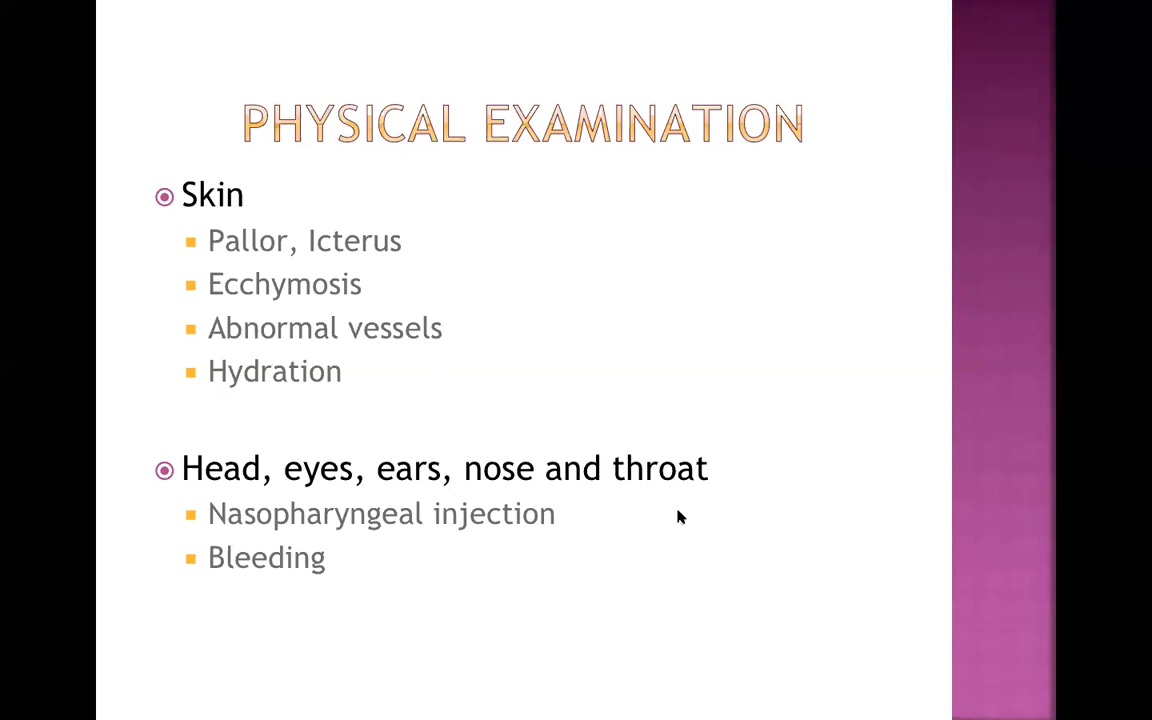 PHYSICAL EXAMINATION
Skin
Pallor, Icterus
Ecchymosis
Abnormal vessels
Hydration
Head, eyes, ears, nose and throat
Nasopharyngeal injection
Bleeding